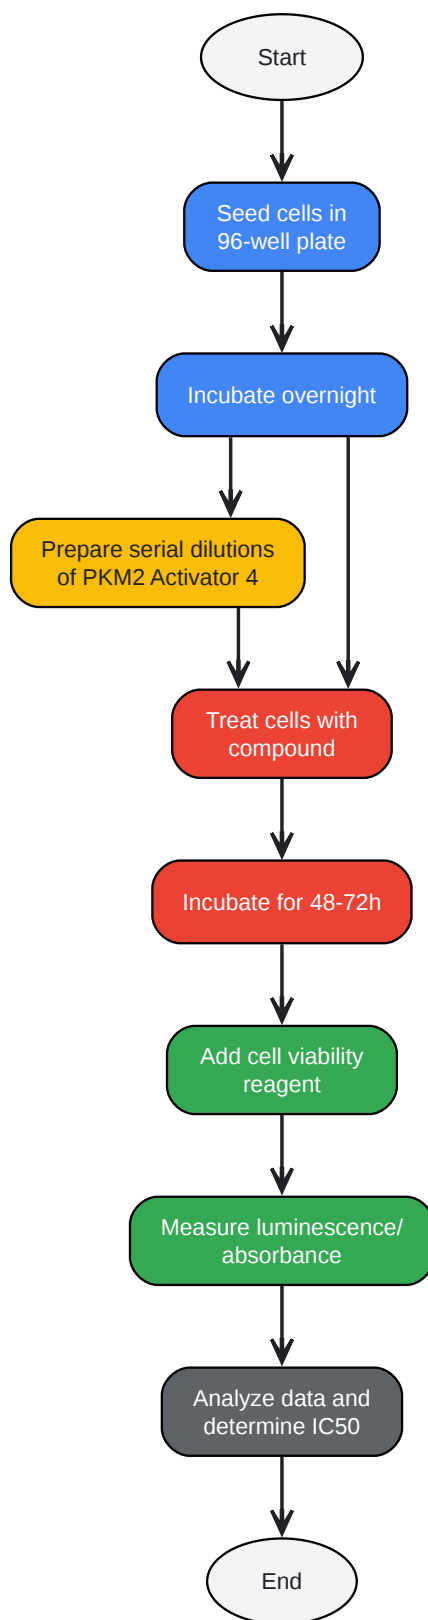 Start
Seed cells in
96-well plate
Incubate overnight
Prepare serial dilutions
of PKM2 Activator 4
Treat cells with
compound
Incubate for 48-72h
Add cell viability
reagent
Measure luminescence/
absorbance
Analyze data and
determine IC50
End